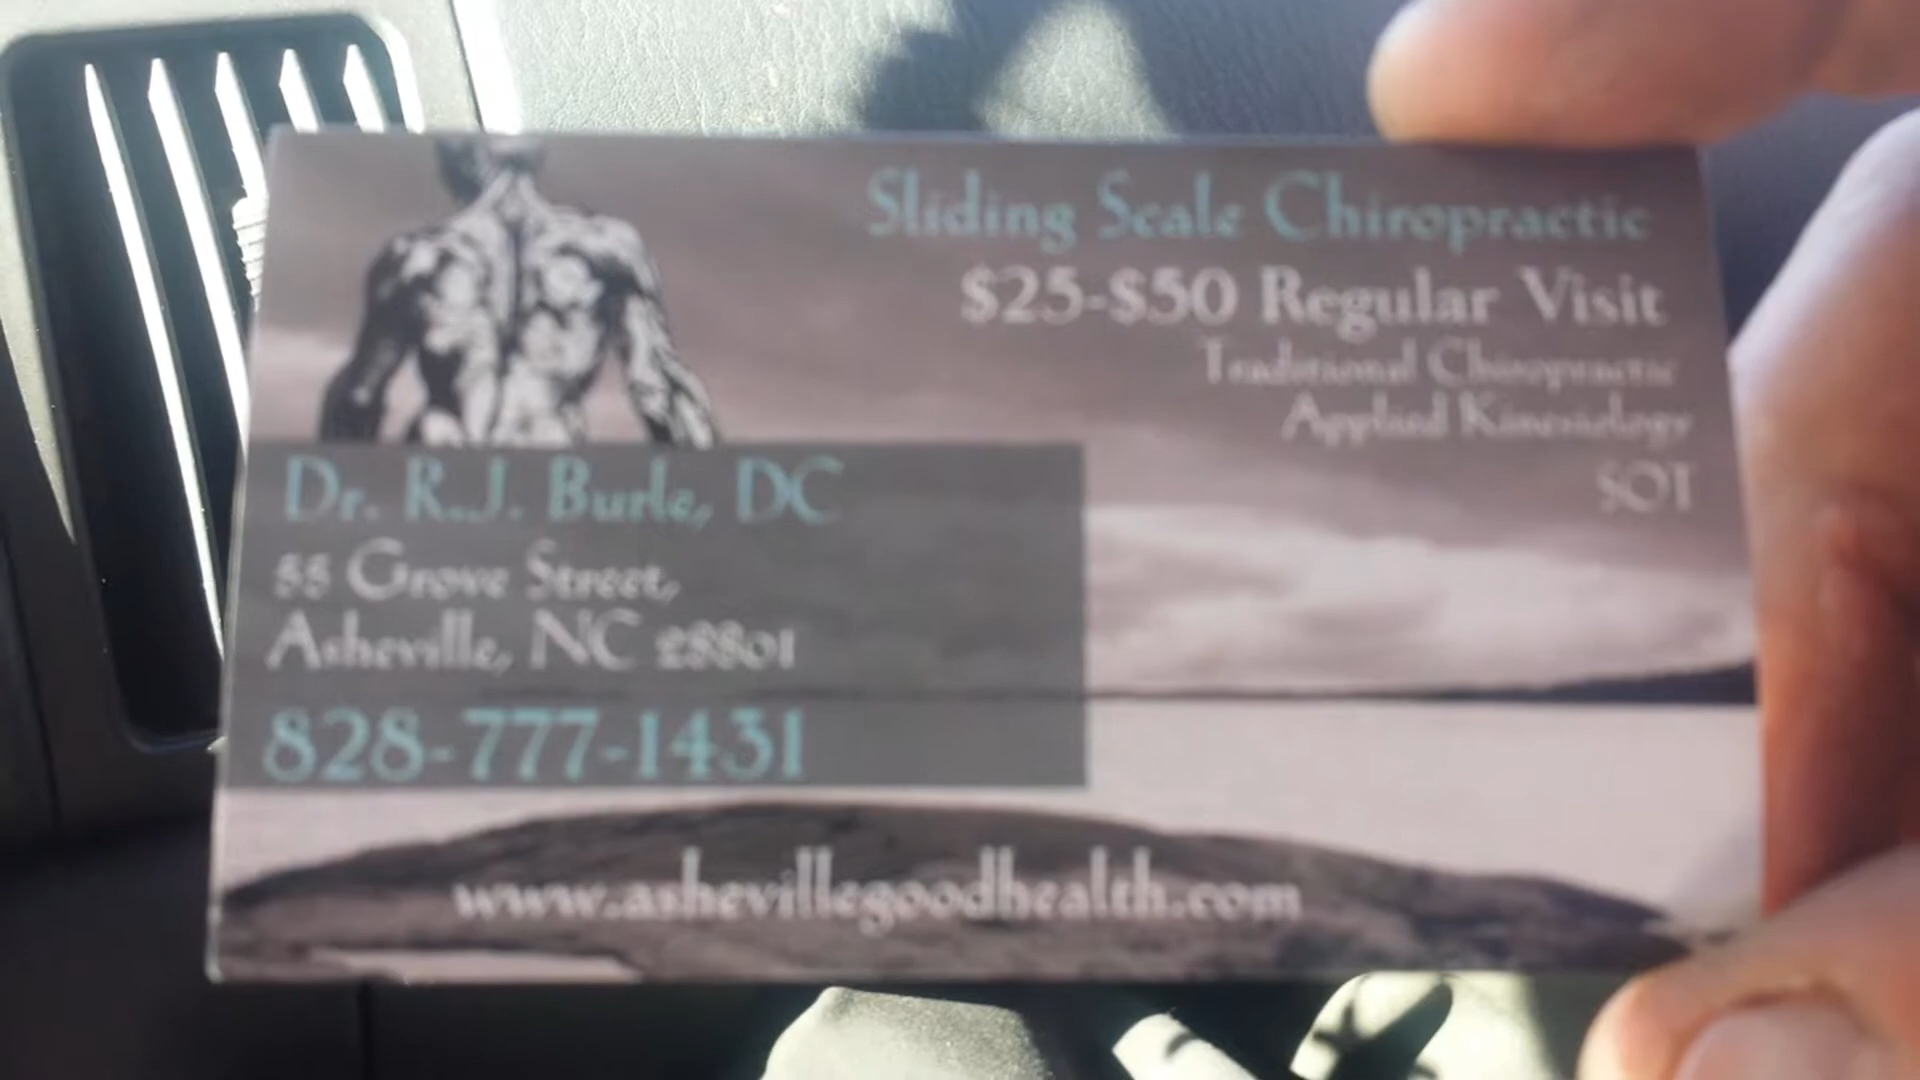 Sliding Scale Chiropractic
$25-$50 Regular Visit
Traditional Chiropractic
Applied Kinesiology
SOT
Dr. R.J. Burle, DC
55 Grove Street,
Asheville, NC 28801
828-777-1431
www.ashevillegoodhealth.com